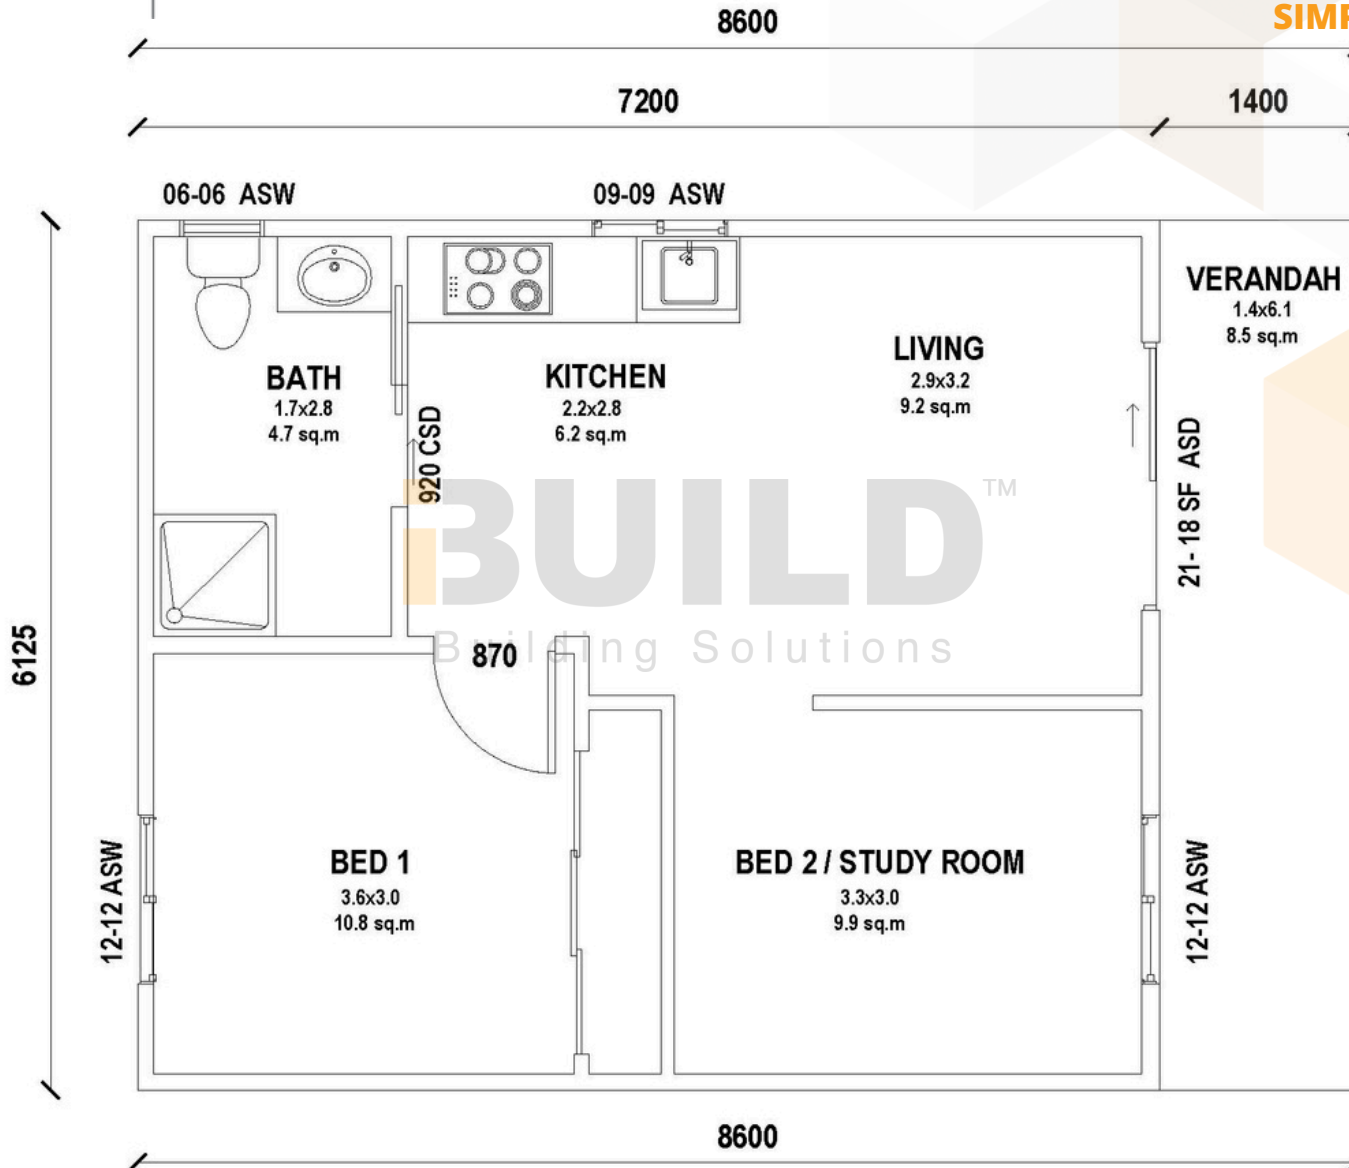 SIMP
8600
7200
1400
06-06 ASW
09-09 ASW
VERANDAH
1.4x6.1
8.5 sq.m
LIVING
2.9x3.2
9.2 sq.m
BATH
1.7x2.8
4.7 sq.m
KITCHEN
2.2x2.8
6.2 sq.m
920 CSD
21- 18 SF ASD
iBUILD™
Building Solutions
6125
870
12-12 ASW
BED 1
3.6x3.0
10.8 sq.m
BED 2 / STUDY ROOM
3.3x3.0
9.9 sq.m
12-12 ASW
8600